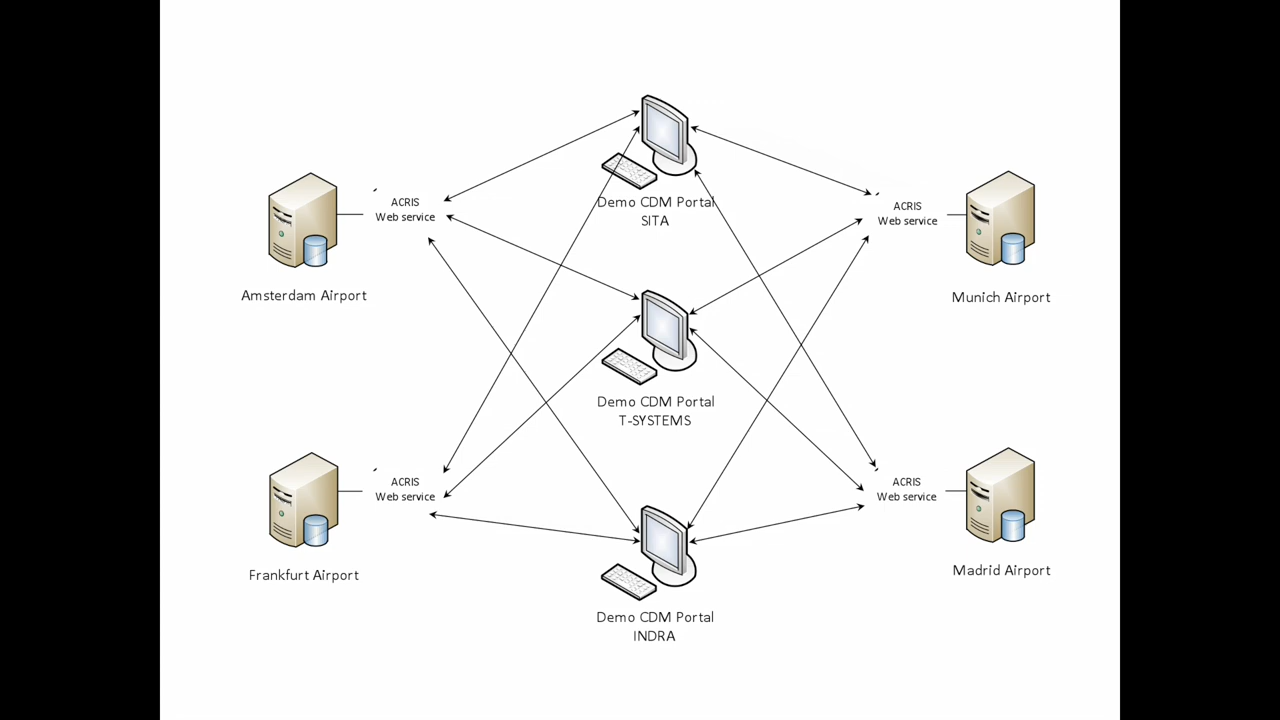 Demo CDM Portal
SITA
ACRIS
Web service
ACRIS
Web service
Amsterdam Airport
Munich Airport
Demo CDM Portal
T-SYSTEMS
ACRIS
Web service
ACRIS
Web service
Frankfurt Airport
Madrid Airport
Demo CDM Portal
INDRA